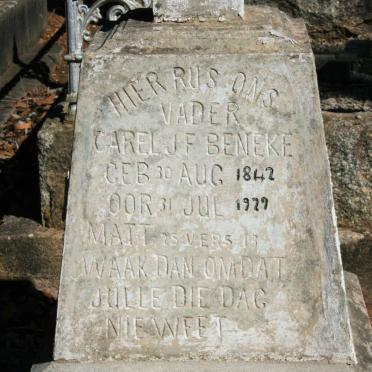 HIER RUS ONS
VADER
CAREL J F BENEKE
GEB 30 AUG 1842
OOR 31 JUL 1929
MATT 25 VERS 13
WAAK DAN OMDAT
JULLE DIE DAG
NIE WEET